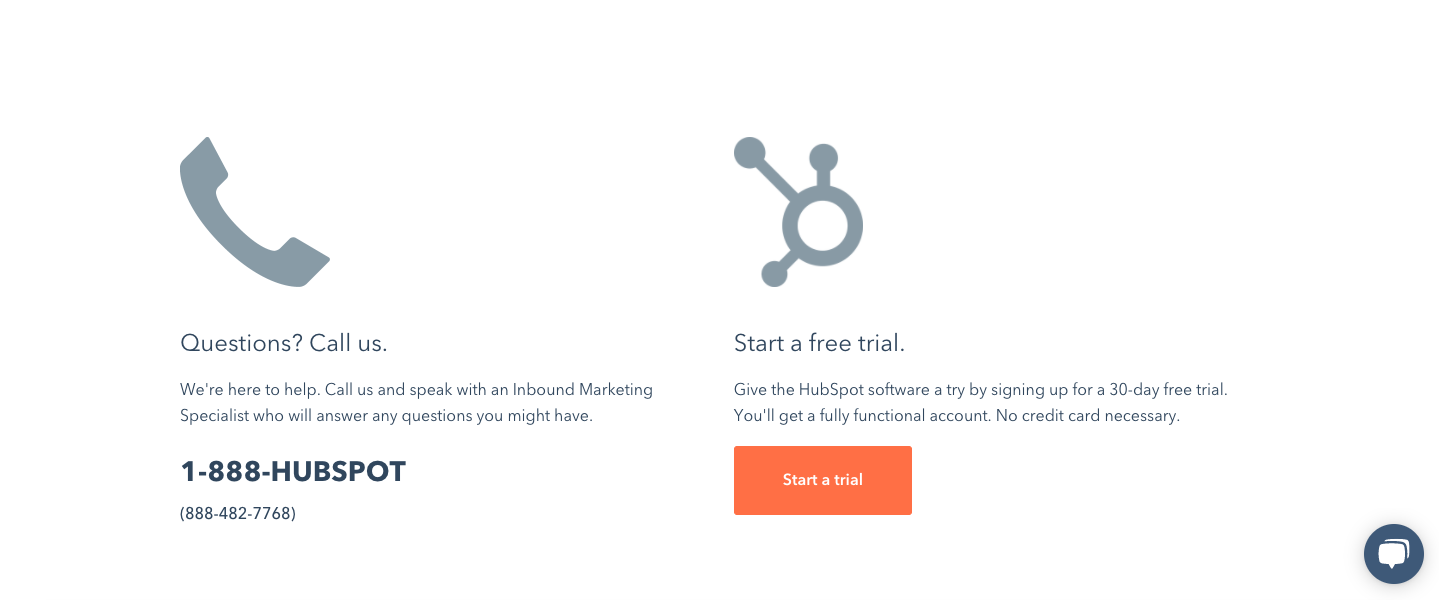 Questions? Call us.
We're here to help. Call us and speak with an Inbound Marketing
Specialist who will answer any questions you might have.
1-888-HUBSPOT
(888-482-7768)
Start a free trial.
Give the HubSpot software a try by signing up for a 30-day free trial.
You'll get a fully functional account. No credit card necessary.
Start a trial